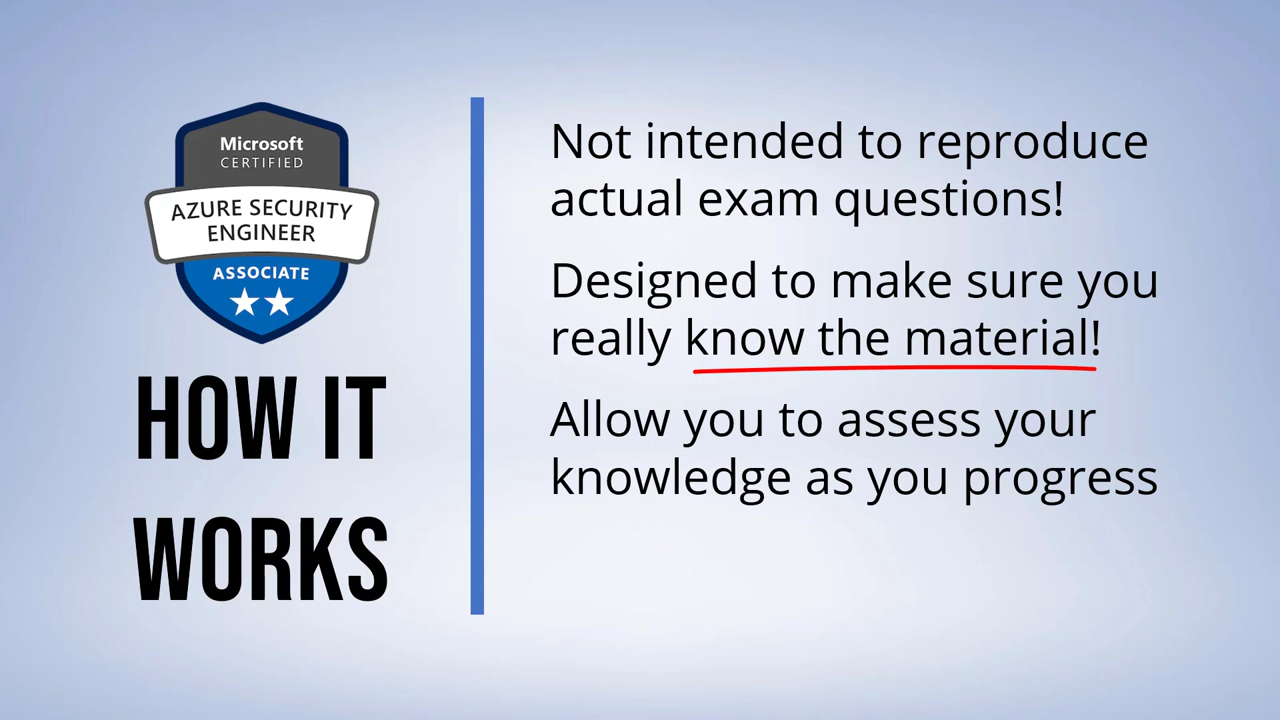 Microsoft
CERTIFIED
AZURE SECURITY
ENGINEER
ASSOCIATE
HOW IT
WORKS
Not intended to reproduce
actual exam questions!
Designed to make sure you
really know the material!
Allow you to assess your
knowledge as you progress